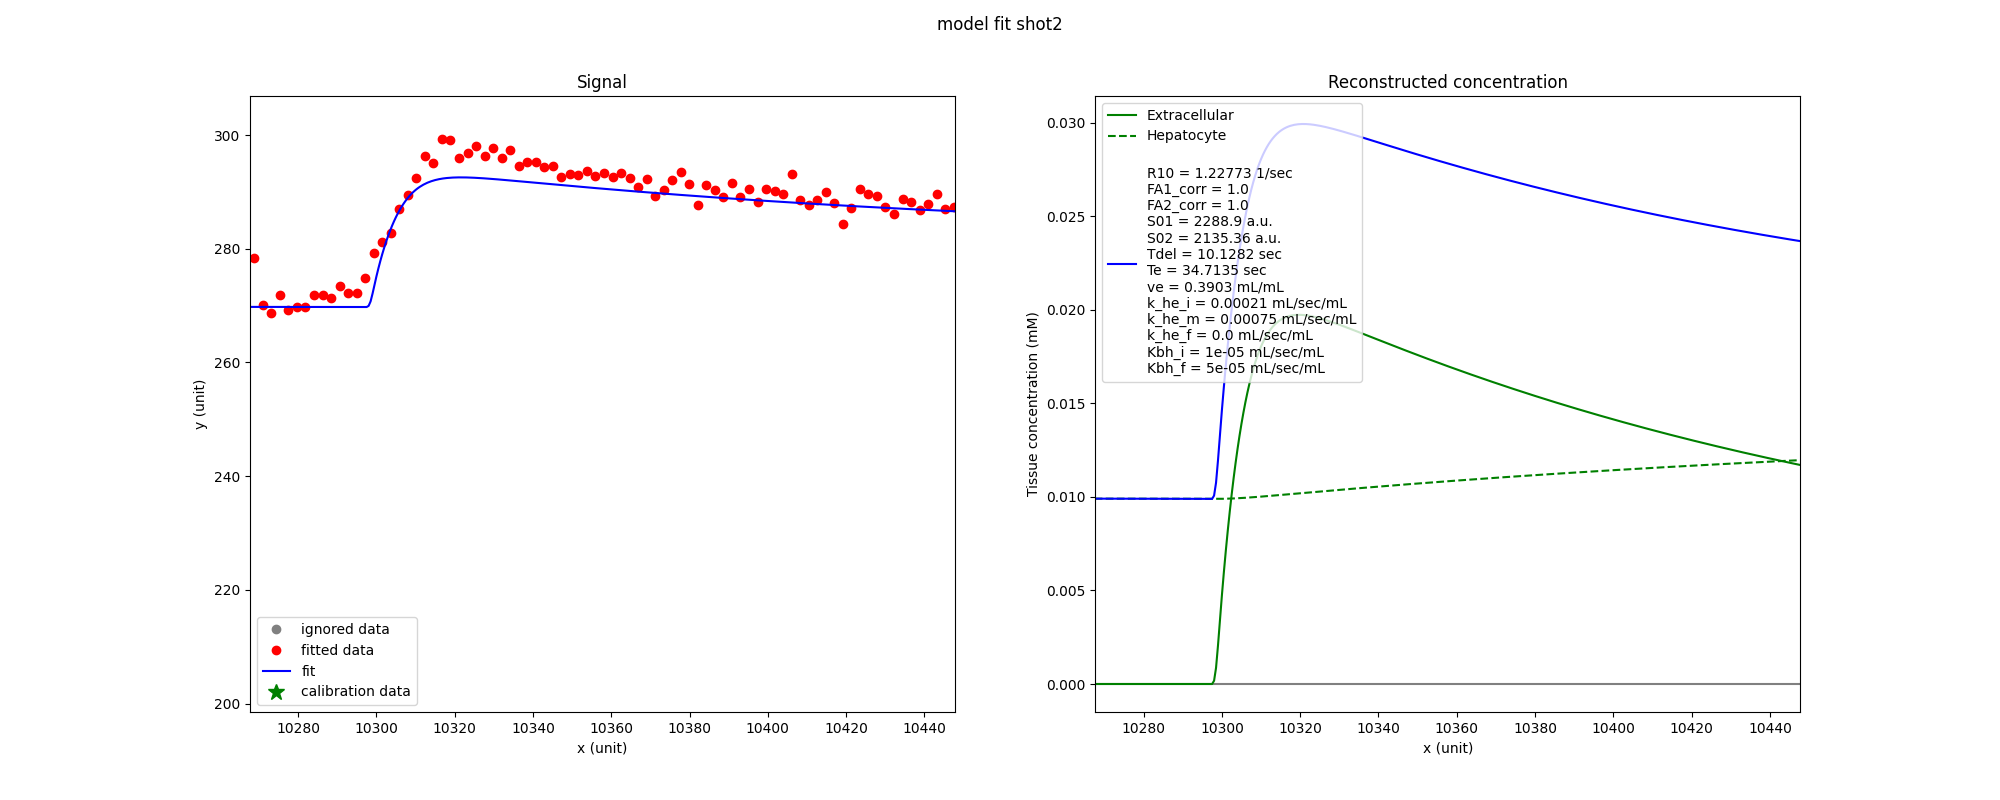 model fit shot2
Signal
300
280
260
240
220
200
y (unit)
ignored data
fitted data
fit
calibration data
10280 10300 10320 10340 10360 10380 10400 10420 10440
x (unit)
Reconstructed concentration
0.030
0.025
0.020
0.015
0.010
0.005
0.000
Tissue concentration (mM)
Extracellular
Hepatocyte
R10 = 1.22773 1/sec
FA1_corr = 1.0
FA2_corr = 1.0
S01 = 2288.9 a.u.
S02 = 2135.36 a.u.
Tdel = 10.1282 sec
Te = 34.7135 sec
ve = 0.3903 mL/mL
k_he_i = 0.00021 mL/sec/mL
k_he_m = 0.00075 mL/sec/mL
k_he_f = 0.0 mL/sec/mL
Kbh_i = 1e-05 mL/sec/mL
Kbh_f = 5e-05 mL/sec/mL
10280 10300 10320 10340 10360 10380 10400 10420 10440
x (unit)